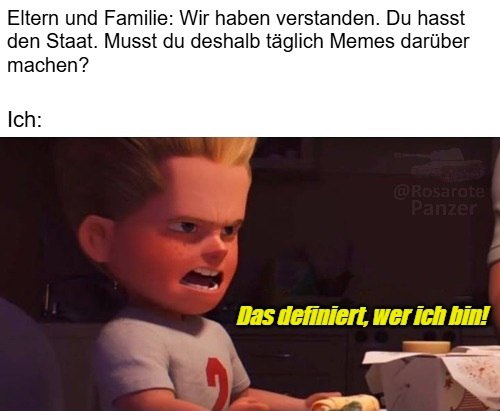 Eltern und Familie: Wir haben verstanden. Du hasst
den Staat. Musst du deshalb täglich Memes darüber
machen?
Ich:
@Rosarote
Panzer
Das definiert, wer ich bin!
2